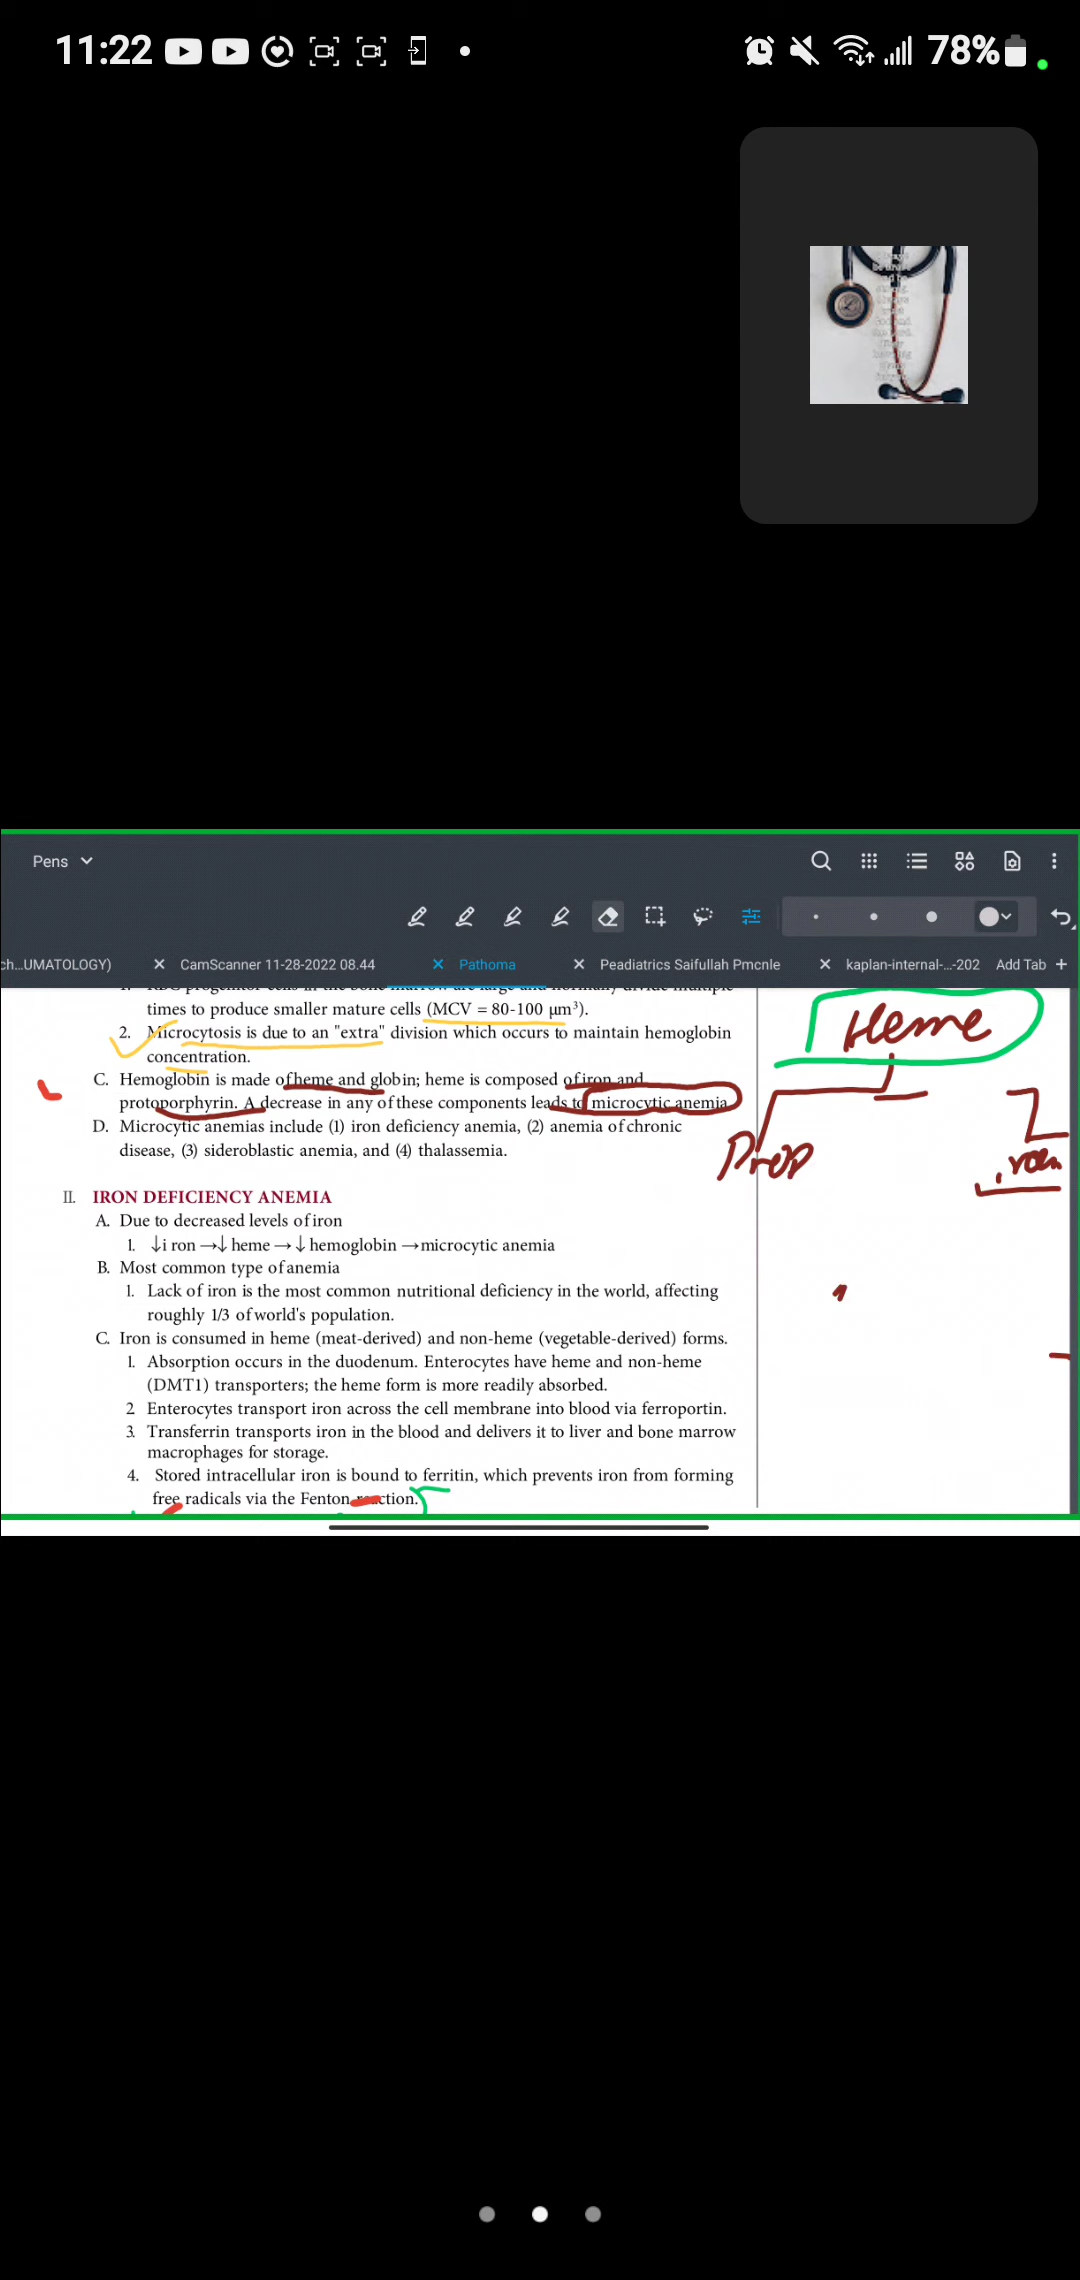 11:22
78%
Pens
ch...UMATOLOGY)
CamScanner 11-28-2022 08.44
Pathoma
Peadiatrics Saifullah Pmcnle
kaplan-internal-...-202
Add Tab +
times to produce smaller mature cells (MCV = 80-100 µm³).
2. Microcytosis is due to an "extra" division which occurs to maintain hemoglobin
concentration.
C. Hemoglobin is made of heme and globin; heme is composed of iron and
protoporphyrin. A decrease in any of these components leads to microcytic anemia.
D. Microcytic anemias include (1) iron deficiency anemia, (2) anemia of chronic
disease, (3) sideroblastic anemia, and (4) thalassemia.
Heme
Prop
Iron
II. IRON DEFICIENCY ANEMIA
A. Due to decreased levels of iron
1. ↓i ron →↓ heme → ↓ hemoglobin →microcytic anemia
B. Most common type of anemia
1. Lack of iron is the most common nutritional deficiency in the world, affecting
roughly 1/3 of world's population.
C. Iron is consumed in heme (meat-derived) and non-heme (vegetable-derived) forms.
1. Absorption occurs in the duodenum. Enterocytes have heme and non-heme
(DMT1) transporters; the heme form is more readily absorbed.
2 Enterocytes transport iron across the cell membrane into blood via ferroportin.
3. Transferrin transports iron in the blood and delivers it to liver and bone marrow
macrophages for storage.
4. Stored intracellular iron is bound to ferritin, which prevents iron from forming
free radicals via the Fenton reaction.